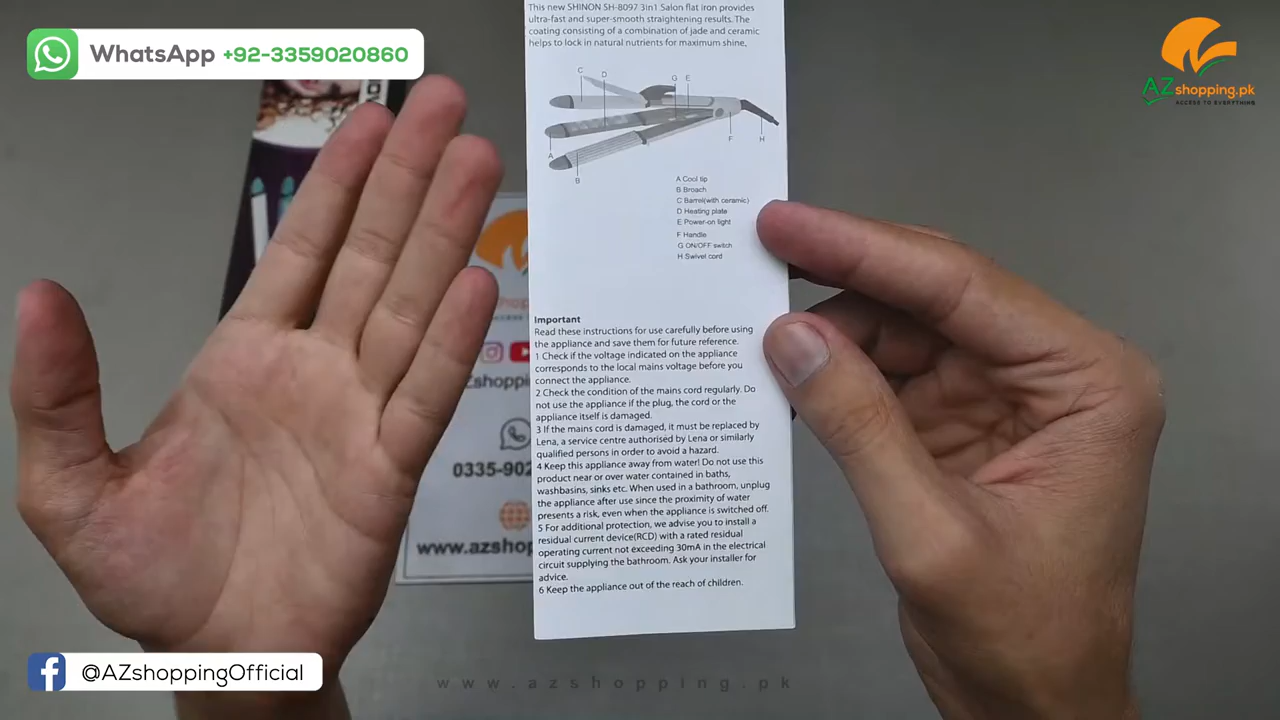 WhatsApp +92-3359020860
AZshopping.pk
ACCESS TO EVERYTHING
This new SHINON SH-8097 3in1 Salon flat iron provides
ultra-fast and super-smooth straightening results. The
coating consisting of a combination of jade and ceramic
helps to lock in natural nutrients for maximum shine,
C D G E
A B F H
A Cool tip
B Broach
C Barrel(with ceramic)
D Heating plate
E Power-on light
F Handle
G ON/OFF switch
H Swivel cord
Important
Read these instructions for use carefully before using
the appliance and save them for future reference.
1 Check if the voltage indicated on the appliance
corresponds to the local mains voltage before you
connect the appliance.
2 Check the condition of the mains cord regularly. Do
not use the appliance if the plug, the cord or the
appliance itself is damaged.
3 If the mains cord is damaged, it must be replaced by
Lena, a service centre authorised by Lena or similarly
qualified persons in order to avoid a hazard.
4 Keep this appliance away from water! Do not use this
product near or over water contained in baths,
washbasins, sinks etc. When used in a bathroom, unplug
the appliance after use since the proximity of water
presents a risk, even when the appliance is switched off.
5 For additional protection, we advise you to install a
residual current device(RCD) with a rated residual
operating current not exceeding 30mA in the electrical
circuit supplying the bathroom. Ask your installer for
advice.
6 Keep the appliance out of the reach of children.
Zshoppi
0335-902
www.azshop
@AZshoppingOfficial
www.azshopping.pk